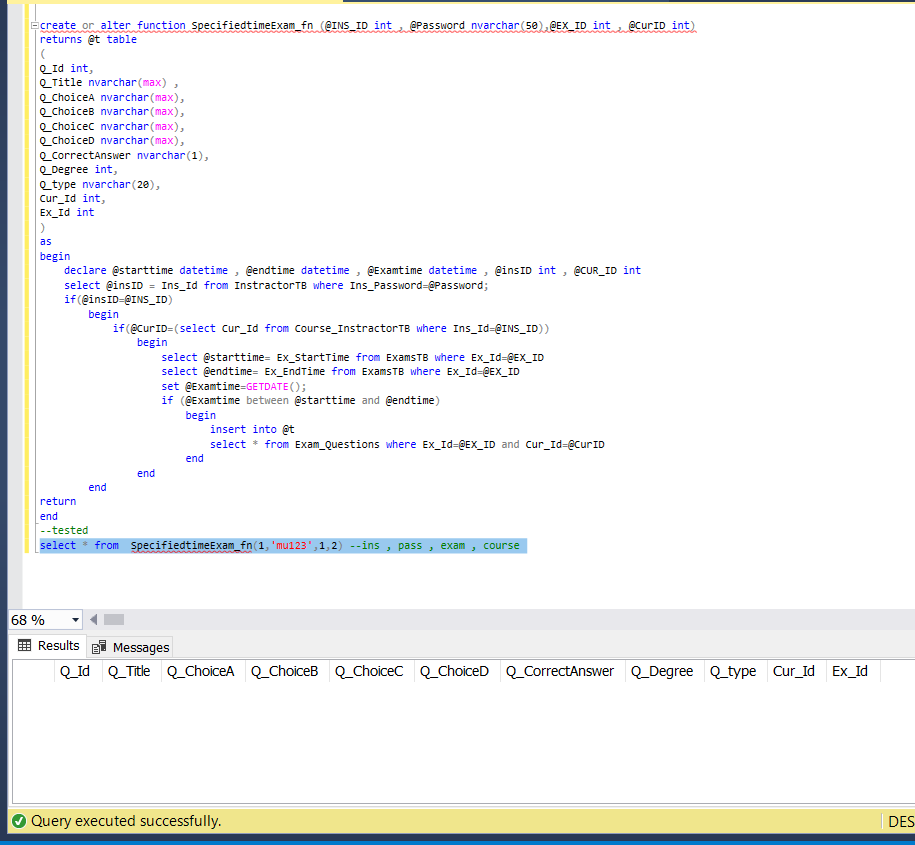 create or alter function SpecifiedtimeExam_fn (@INS_ID int , @Password nvarchar(50),@EX_ID int , @CurID int)
returns @t table
(
Q_Id int,
Q_Title nvarchar(max) ,
Q_ChoiceA nvarchar(max),
Q_ChoiceB nvarchar(max),
Q_ChoiceC nvarchar(max),
Q_ChoiceD nvarchar(max),
Q_CorrectAnswer nvarchar(1),
Q_Degree int,
Q_type nvarchar(20),
Cur_Id int,
Ex_Id int
)
as
begin
declare @starttime datetime , @endtime datetime , @Examtime datetime , @insID int , @CUR_ID int
select @insID = Ins_Id from InstractorTB where Ins_Password=@Password;
if(@insID=@INS_ID)
begin
if(@CurID=(select Cur_Id from Course_InstractorTB where Ins_Id=@INS_ID))
begin
select @starttime= Ex_StartTime from ExamsTB where Ex_Id=@EX_ID
select @endtime= Ex_EndTime from ExamsTB where Ex_Id=@EX_ID
set @Examtime=GETDATE();
if (@Examtime between @starttime and @endtime)
begin
insert into @t
select * from Exam_Questions where Ex_Id=@EX_ID and Cur_Id=@CurID
end
end
end
return
end
--tested
select * from SpecifiedtimeExam_fn(1,'mu123',1,2) --ins , pass , exam , course
68 %
Results Messages
Q_Id Q_Title Q_ChoiceA Q_ChoiceB Q_ChoiceC Q_ChoiceD Q_CorrectAnswer Q_Degree Q_type Cur_Id Ex_Id
Query executed successfully. DES